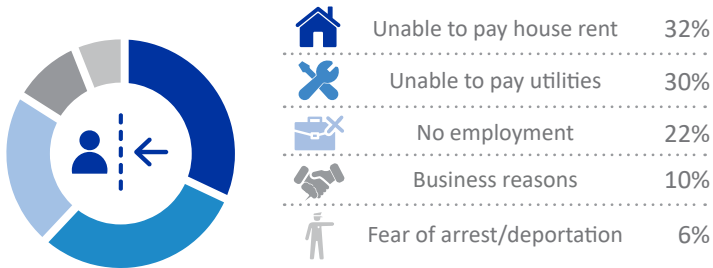 Unable to pay house rent 32%
Unable to pay utilities 30%
No employment 22%
Business reasons 10%
Fear of arrest/deportation 6%